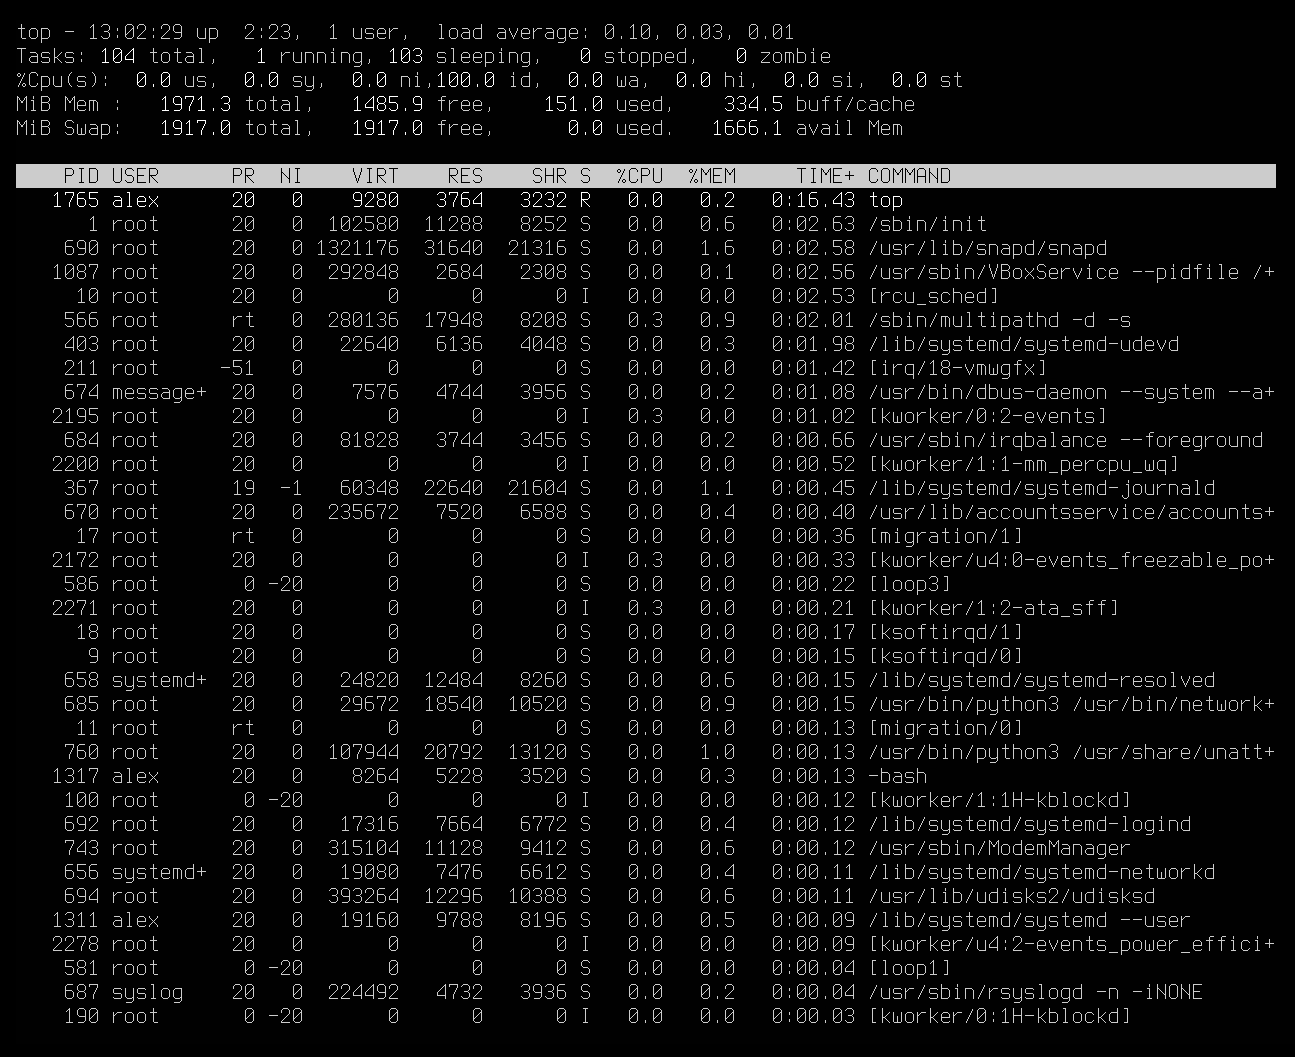 top - 13:02:29 up  2:23,  1 user,  load average: 0.10, 0.03, 0.01
Tasks: 104 total,   1 running, 103 sleeping,   0 stopped,   0 zombie
%Cpu(s):  0.0 us,  0.0 sy,  0.0 ni,100.0 id,  0.0 wa,  0.0 hi,  0.0 si,  0.0 st
MiB Mem :   1971.3 total,   1485.9 free,    151.0 used,    334.5 buff/cache
MiB Swap:   1917.0 total,   1917.0 free,      0.0 used.   1666.1 avail Mem
PID USER      PR  NI    VIRT    RES    SHR S  %CPU  %MEM     TIME+ COMMAND
1765 alex      20   0    9280   3764   3232 R   0.0   0.2   0:16.43 top
1 root      20   0  102580  11288   8252 S   0.0   0.6   0:02.63 /sbin/init
690 root      20   0 1321176  31640  21316 S   0.0   1.6   0:02.58 /usr/lib/snapd/snapd
1087 root      20   0  292848   2684   2308 S   0.0   0.1   0:02.56 /usr/sbin/VBoxService --pidfile /+
10 root      20   0       0      0      0 I   0.0   0.0   0:02.53 [rcu_sched]
566 root      rt   0  280136  17948   8208 S   0.3   0.9   0:02.01 /sbin/multipathd -d -s
403 root      20   0   22640   6136   4048 S   0.0   0.3   0:01.98 /lib/systemd/systemd-udevd
211 root     -51   0       0      0      0 S   0.0   0.0   0:01.42 [irq/18-vmwgfx]
674 message+  20   0    7576   4744   3956 S   0.0   0.2   0:01.08 /usr/bin/dbus-daemon --system --a+
2195 root      20   0       0      0      0 I   0.3   0.0   0:01.02 [kworker/0:2-events]
684 root      20   0   81828   3744   3456 S   0.0   0.2   0:00.66 /usr/sbin/irqbalance --foreground
2200 root      20   0       0      0      0 I   0.0   0.0   0:00.52 [kworker/1:1-mm_percpu_wq]
367 root      19  -1   60348  22640  21604 S   0.0   1.1   0:00.45 /lib/systemd/systemd-journald
670 root      20   0  235672   7520   6588 S   0.0   0.4   0:00.40 /usr/lib/accountsservice/accounts+
17 root      rt   0       0      0      0 S   0.0   0.0   0:00.36 [migration/1]
2172 root      20   0       0      0      0 I   0.3   0.0   0:00.33 [kworker/u4:0-events_freezable_po+
586 root       0 -20       0      0      0 S   0.0   0.0   0:00.22 [loop3]
2271 root      20   0       0      0      0 I   0.3   0.0   0:00.21 [kworker/1:2-ata_sff]
18 root      20   0       0      0      0 S   0.0   0.0   0:00.17 [ksoftirqd/1]
9 root      20   0       0      0      0 S   0.0   0.0   0:00.15 [ksoftirqd/0]
658 systemd+  20   0   24820  12484   8260 S   0.0   0.6   0:00.15 /lib/systemd/systemd-resolved
685 root      20   0   29672  18540  10520 S   0.0   0.9   0:00.15 /usr/bin/python3 /usr/bin/network+
11 root      rt   0       0      0      0 S   0.0   0.0   0:00.13 [migration/0]
760 root      20   0  107944  20792  13120 S   0.0   1.0   0:00.13 /usr/bin/python3 /usr/share/unatt+
1317 alex      20   0    8264   5228   3520 S   0.0   0.3   0:00.13 -bash
100 root       0 -20       0      0      0 I   0.0   0.0   0:00.12 [kworker/1:1H-kblockd]
692 root      20   0   17316   7664   6772 S   0.0   0.4   0:00.12 /lib/systemd/systemd-logind
743 root      20   0  315104  11128   9412 S   0.0   0.6   0:00.12 /usr/sbin/ModemManager
656 systemd+  20   0   19080   7476   6612 S   0.0   0.4   0:00.11 /lib/systemd/systemd-networkd
694 root      20   0  393264  12296  10388 S   0.0   0.6   0:00.11 /usr/lib/udisks2/udisksd
1311 alex      20   0   19160   9788   8196 S   0.0   0.5   0:00.09 /lib/systemd/systemd --user
2278 root      20   0       0      0      0 I   0.0   0.0   0:00.09 [kworker/u4:2-events_power_effici+
581 root       0 -20       0      0      0 S   0.0   0.0   0:00.04 [loop1]
687 syslog    20   0  224492   4732   3936 S   0.0   0.2   0:00.04 /usr/sbin/rsyslogd -n -iNONE
190 root       0 -20       0      0      0 I   0.0   0.0   0:00.03 [kworker/0:1H-kblockd]